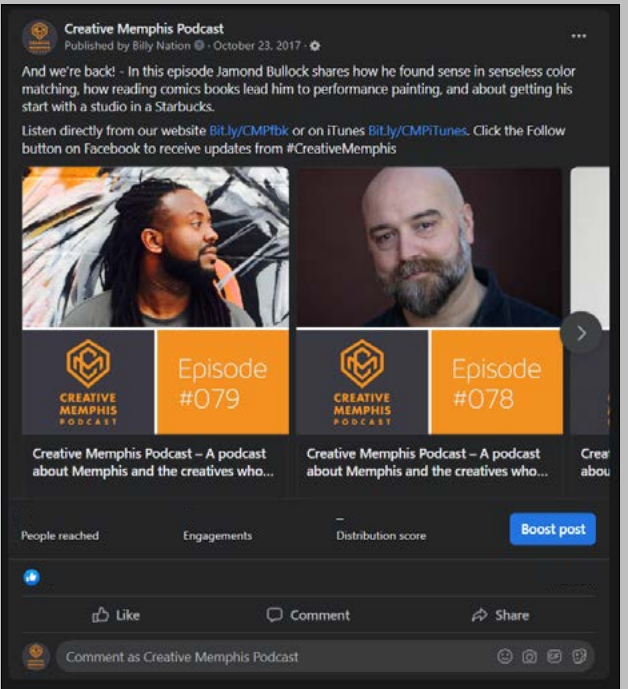 Creative Memphis Podcast
Published by Billy Nation · October 23, 2017 ·
And we're back! - In this episode Jamond Bullock shares how he found sense in senseless color
matching, how reading comics books lead him to performance painting, and about getting his
start with a studio in a Starbucks.
Listen directly from our website Bit.ly/CMPfbk or on iTunes Bit.ly/CMPiTunes. Click the Follow
button on Facebook to receive updates from #CreativeMemphis
CREATIVE
MEMPHIS
PODCAST
Episode
#079
CREATIVE
MEMPHIS
PODCAST
Episode
#078
Creative Memphis Podcast – A podcast
about Memphis and the creatives who...
Creative Memphis Podcast – A podcast
about Memphis and the creatives who...
Crea
abou
People reached
Engagements
–
Distribution score
Boost post
Like
Comment
Share
Comment as Creative Memphis Podcast
GIF